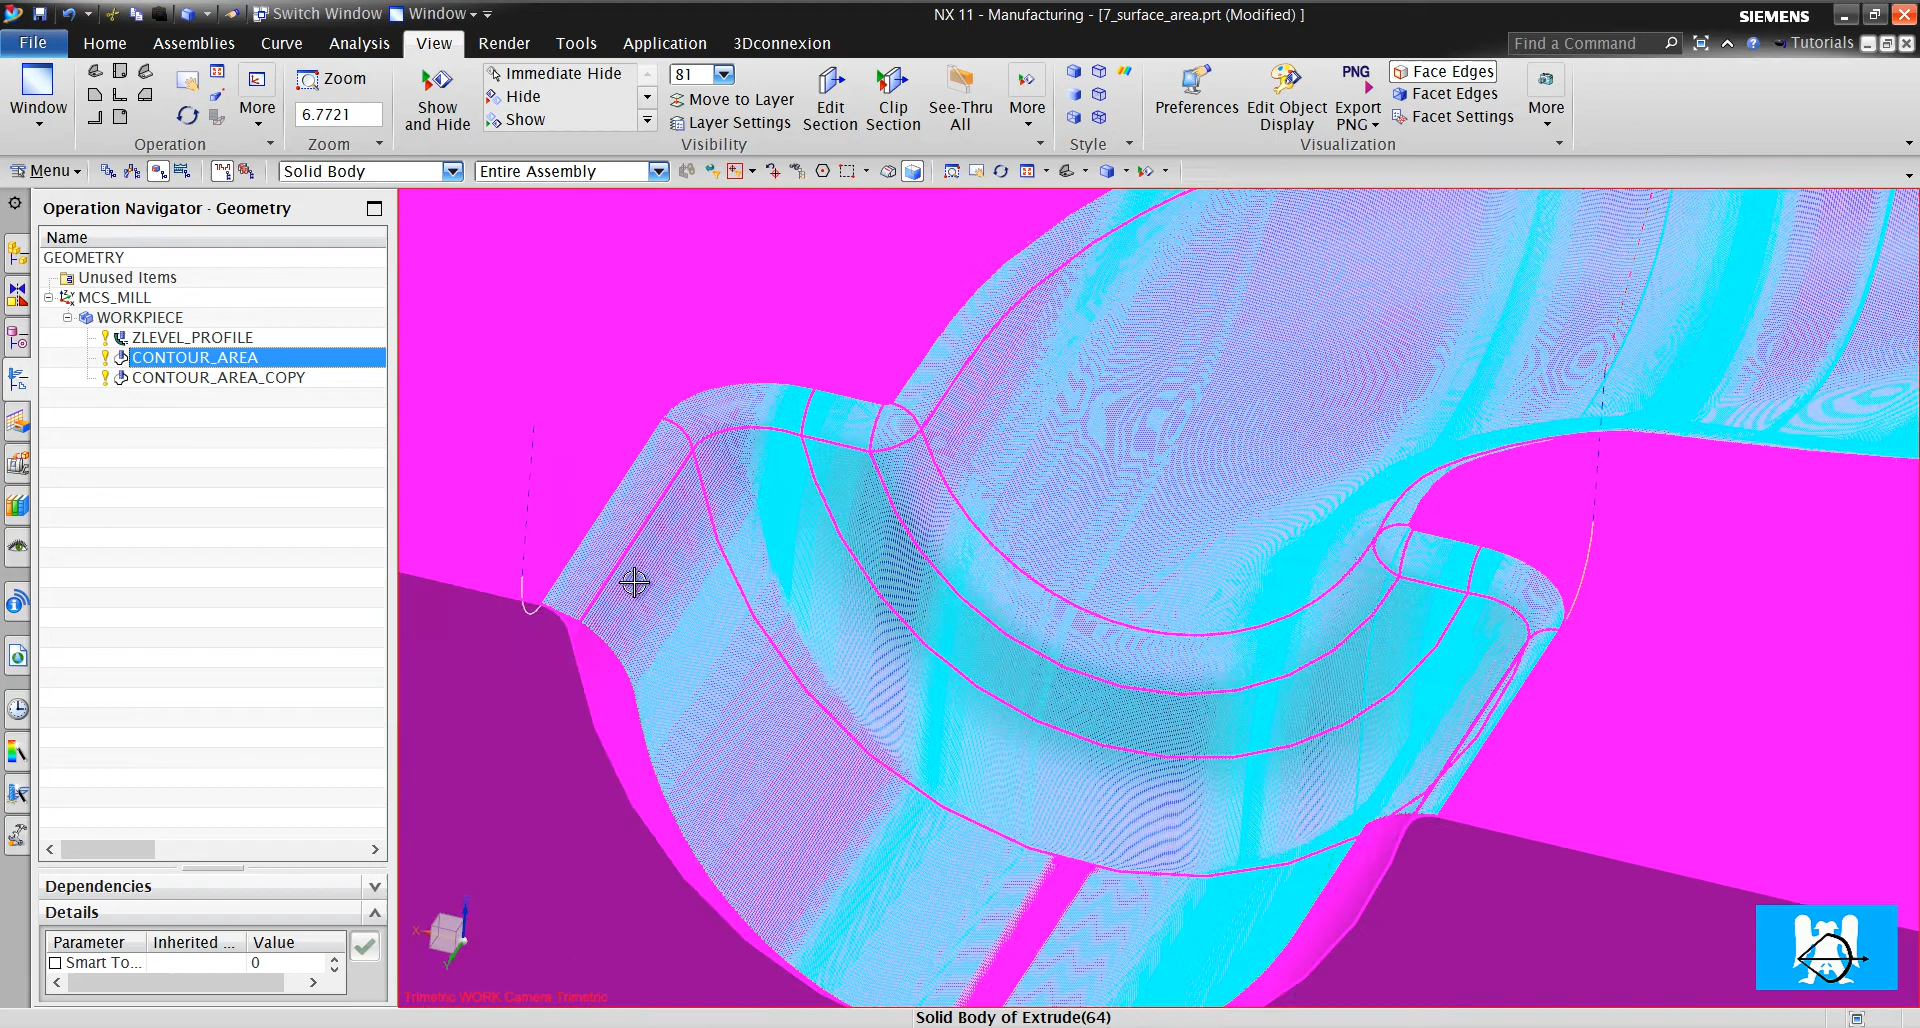 Switch Window Window
NX 11 - Manufacturing - [7_surface_area.prt (Modified) ]
SIEMENS
File Home Assemblies Curve Analysis View Render Tools Application 3Dconnexion
Find a Command
Tutorials
Window
More
Operation
Zoom
6.7721
Zoom
Show
and Hide
Immediate Hide
Hide
Show
81
Move to Layer
Layer Settings
Edit
Section
Clip
Section
See-Thru
All
More
Visibility
Style
Preferences
Edit Object
Display
PNG
Export
PNG
Face Edges
Facet Edges
Facet Settings
More
Visualization
Menu
Solid Body
Entire Assembly
Operation Navigator - Geometry
Name
GEOMETRY
Unused Items
MCS_MILL
WORKPIECE
ZLEVEL_PROFILE
CONTOUR_AREA
CONTOUR_AREA_COPY
Dependencies
Details
Parameter Inherited ... Value
Smart To... 0
X
Y
Trimetric WORK Camera Trimetric
Solid Body of Extrude(64)